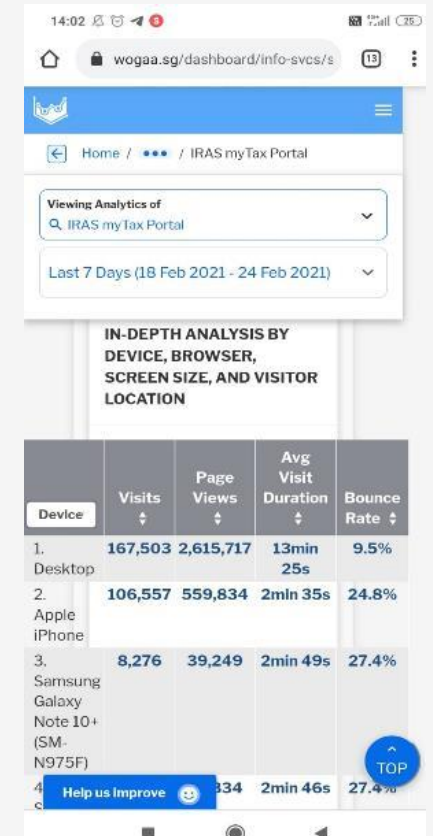 14:02
25
wogaa.sg/dashboard/info-svcs/s
13
Home / ••• / IRAS myTax Portal
Viewing Analytics of
IRAS myTax Portal
Last 7 Days (18 Feb 2021 - 24 Feb 2021)
IN-DEPTH ANALYSIS BY
DEVICE, BROWSER,
SCREEN SIZE, AND VISITOR
LOCATION
Device Visits Page Views Avg Visit Duration Bounce Rate
1. Desktop 167,503 2,615,717 13min 25s 9.5%
2. Apple iPhone 106,557 559,834 2min 35s 24.8%
3. Samsung Galaxy Note 10+ (SM-N975F) 8,276 39,249 2min 49s 27.4%
334 2min 46s
Help us improve
TOP